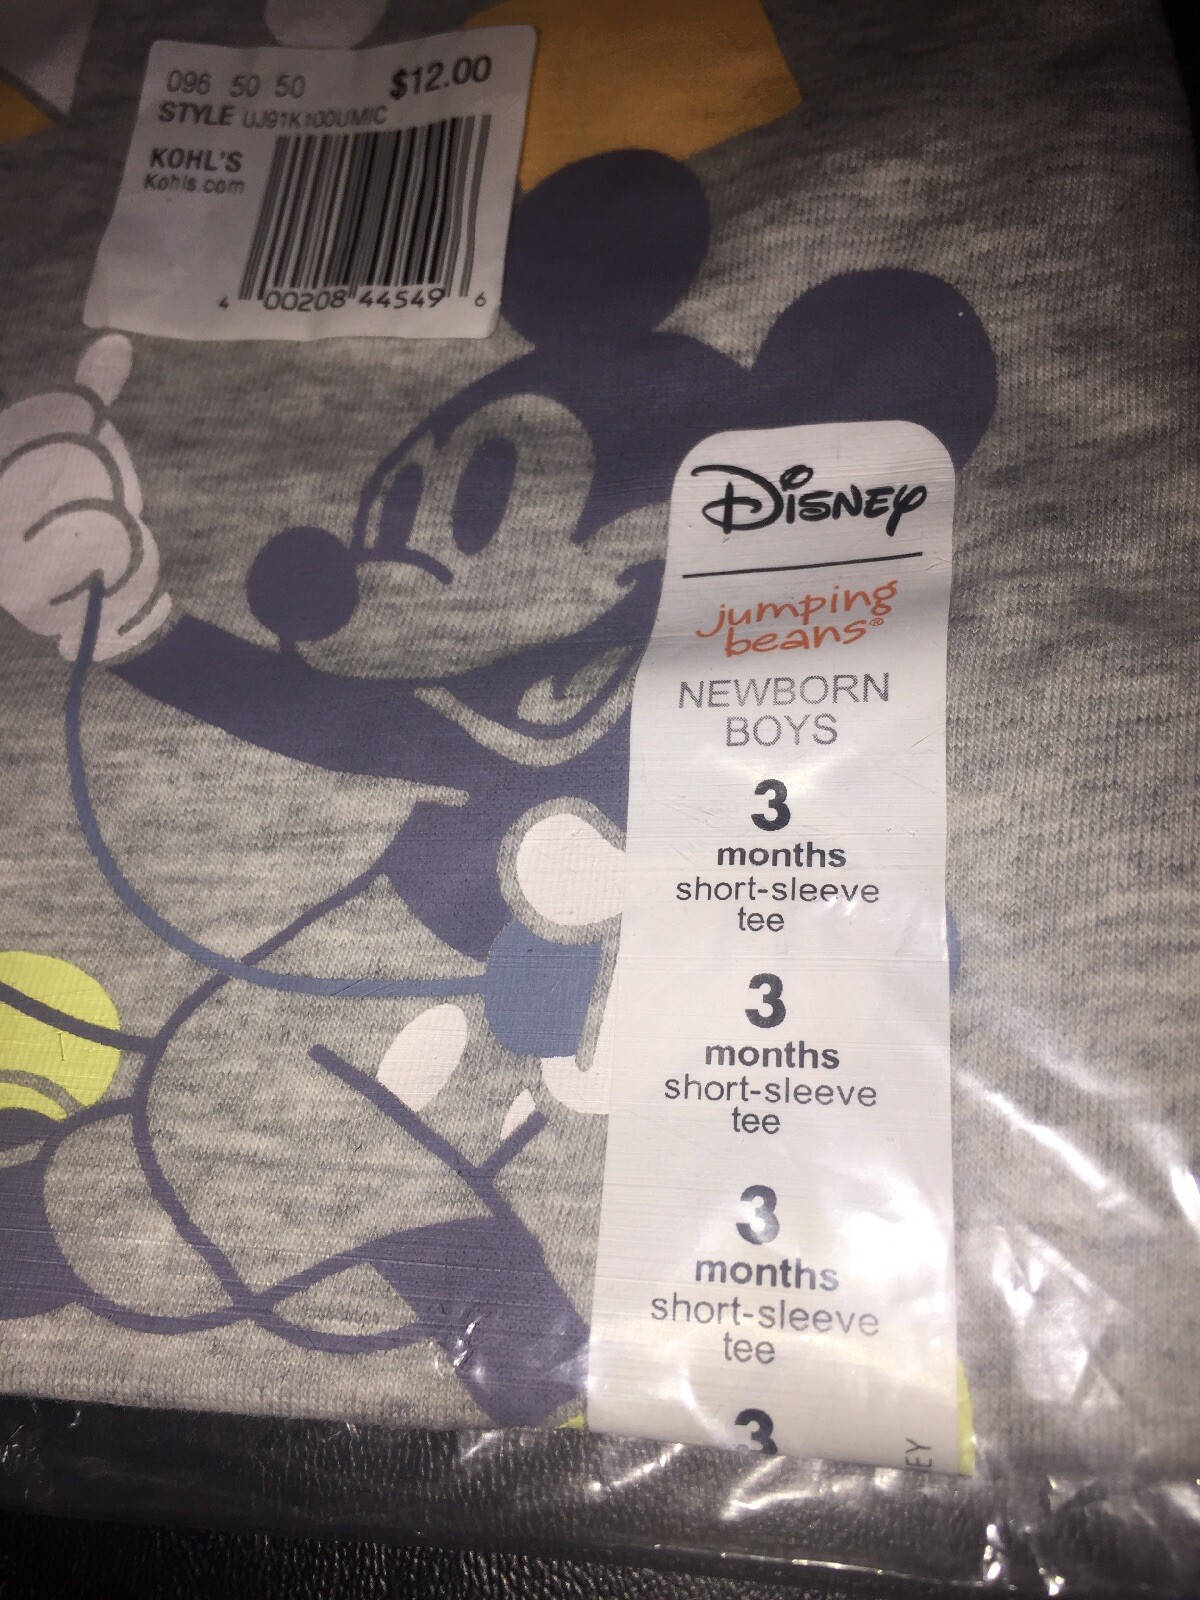 096 50 50 $12.00
STYLE UJ91K100UMIC
KOHL'S
Kohls.com
4 00208 44549 6
Disney
jumping
beans®
NEWBORN
BOYS
3
months
short-sleeve
tee
3
months
short-sleeve
tee
3
months
short-sleeve
tee
3
EY